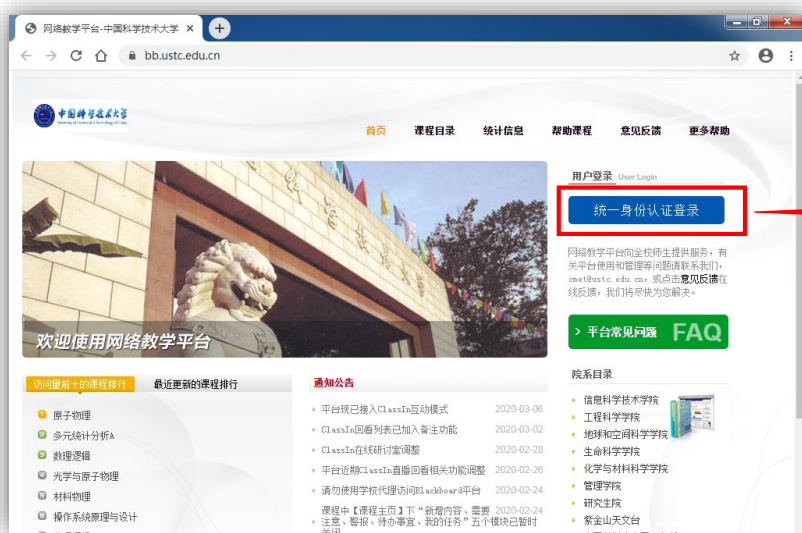 网络教学平台-中国科学技术大学
bb.ustc.edu.cn
中国科学技术大学
University of Science and Technology of China
首页 课程目录 统计信息 帮助课程 意见反馈 更多帮助
用户登录 User Login
统一身份认证登录
网络教学平台向全校师生提供服务，有
关平台使用和管理等问题请联系我们，
cmet@ustc.edu.cn，或点击意见反馈在
线反馈，我们将尽快为您解决。
欢迎使用网络教学平台
> 平台常见问题 FAQ
访问量前十的课程排行 最近更新的课程排行
原子物理
多元统计分析A
数理逻辑
光学与原子物理
材料物理
操作系统原理与设计
通知公告
平台现已接入ClassIn互动模式 2020-03-06
ClassIn回看列表已加入备注功能 2020-03-02
ClassIn在线研讨室调整 2020-02-28
平台近期ClassIn直播回看相关功能调整 2020-02-26
请勿使用学校代理访问Blackboard平台 2020-02-24
课程中【课程主页】下“新增内容、需要 2020-02-24
注意、警报、待办事宜、我的任务”五个模块已暂时
关闭
院系目录
信息科学技术学院
工程科学学院
地球和空间科学学院
生命科学学院
化学与材料科学学院
管理学院
研究生院
紫金山天文台